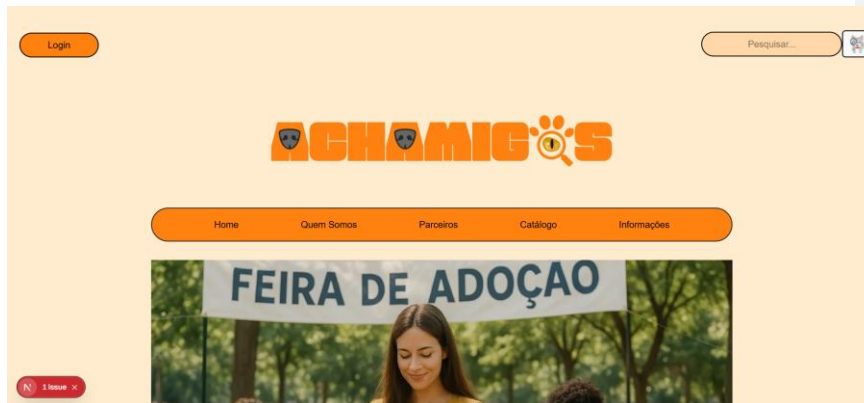 Login
Pesquisar...
ACHAMIGOS
Home Quem Somos Parceiros Catálogo Informações
FEIRA DE ADOÇAO
N 1 Issue ×